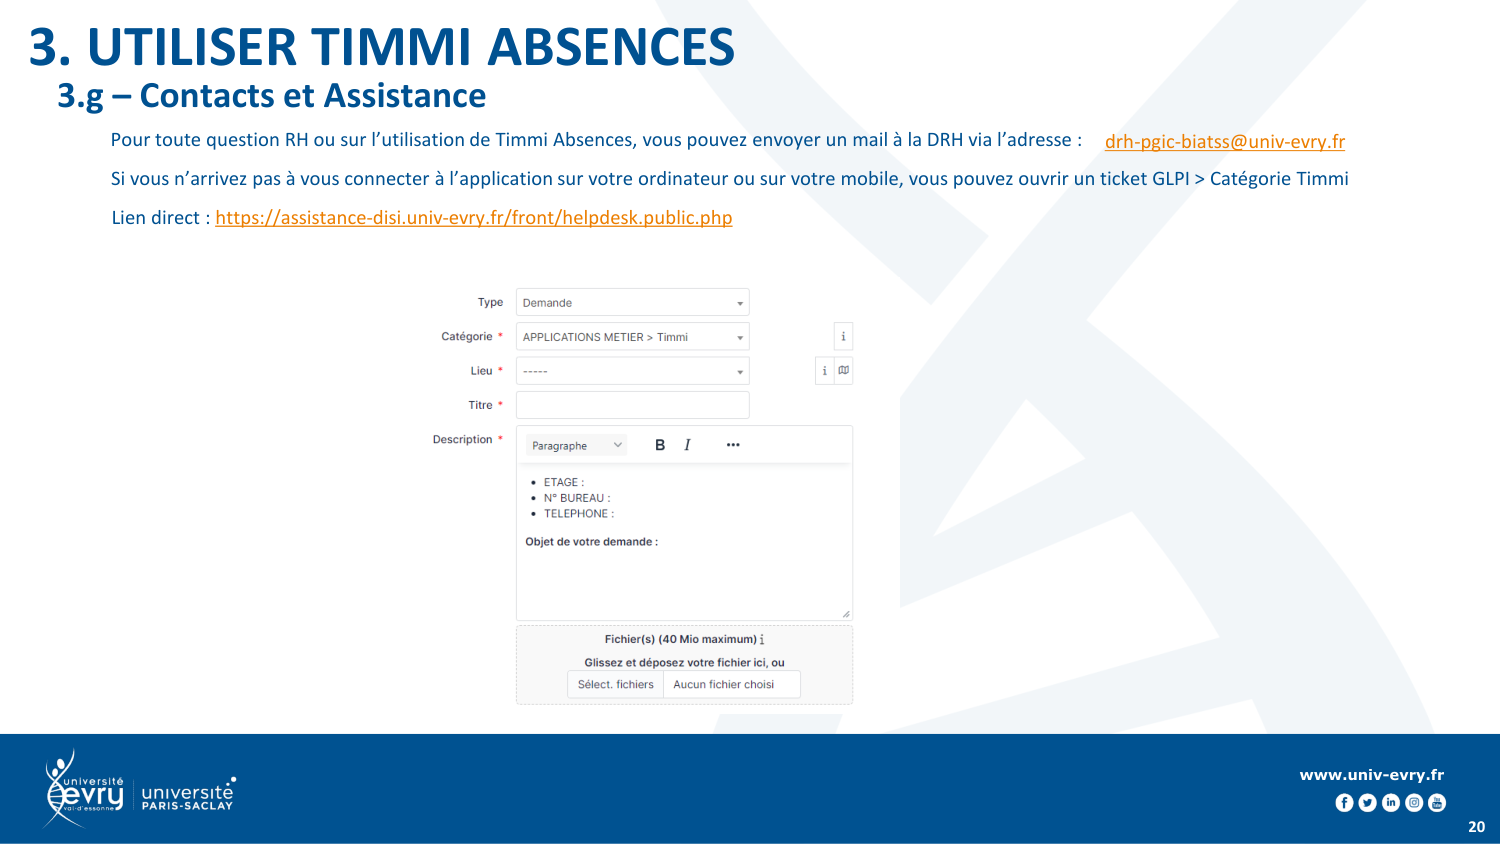 3. UTILISER TIMMI ABSENCES
3.g – Contacts et Assistance
Pour toute question RH ou sur l’utilisation de Timmi Absences, vous pouvez envoyer un mail à la DRH via l’adresse : drh-pgic-biatss@univ-evry.fr
Si vous n’arrivez pas à vous connecter à l’application sur votre ordinateur ou sur votre mobile, vous pouvez ouvrir un ticket GLPI > Catégorie Timmi
Lien direct : https://assistance-disi.univ-evry.fr/front/helpdesk.public.php
Type Demande
Catégorie * APPLICATIONS METIER > Timmi i
Lieu * ----- i
Titre *
Description * Paragraphe B I •••
• ETAGE :
• N° BUREAU :
• TELEPHONE :
Objet de votre demande :
Fichier(s) (40 Mio maximum) i
Glissez et déposez votre fichier ici, ou
Sélect. fichiers Aucun fichier choisi
université
evry
val-d'essonne
université
PARIS-SACLAY
www.univ-evry.fr
20